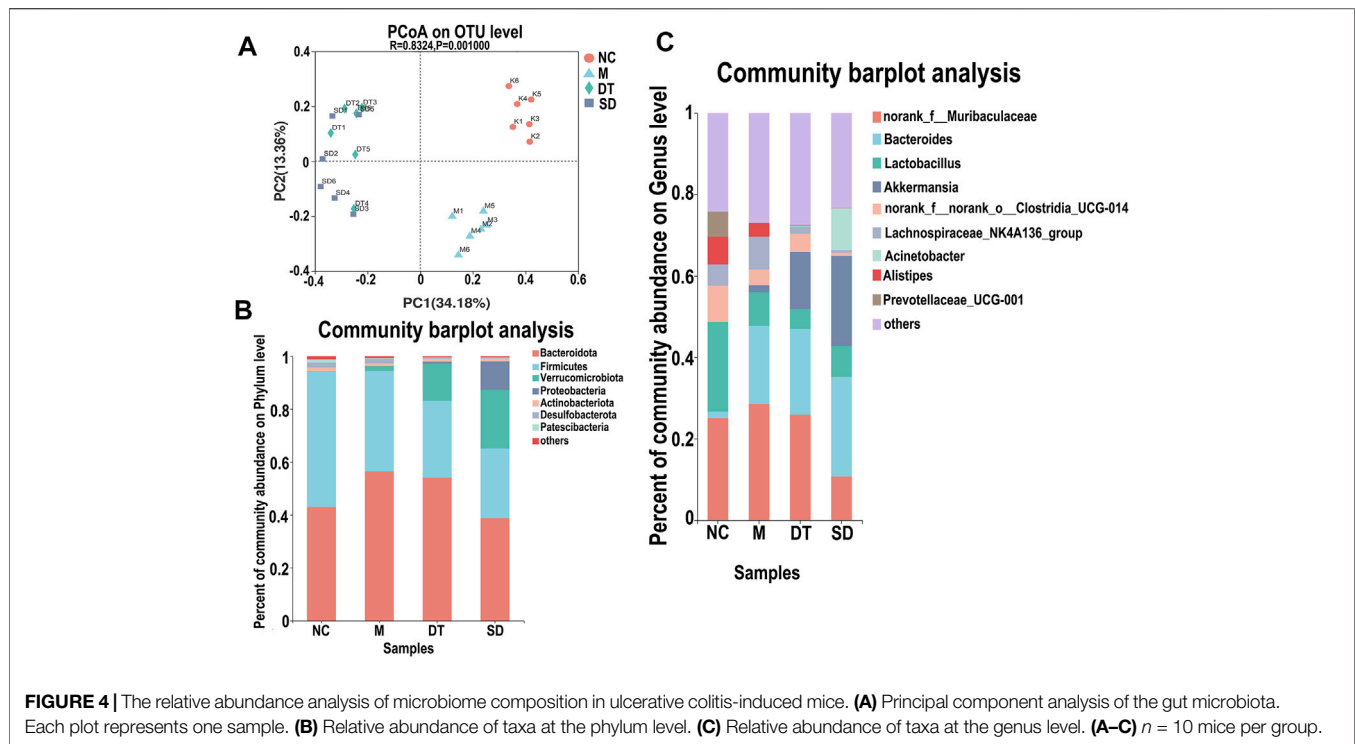 A
PCoA on OTU level
R=0.8324,P=0.001000
NC
M
DT
SD
PC2(13.36%)
0.4
0.2
0
-0.2
-0.4
K6
K4
K5
K1
K3
K2
DT2
DT3
DT1
DT5
SD2
SD6
SD4
DT4
SD3
M1
M5
M3
M4
M6
-0.4
-0.2
0
0.2
0.4
0.6
PC1(34.18%)
B
Community barplot analysis
Percent of community abundance on Phylum level
1
0.8
0.6
0.4
0.2
0
NC
M
DT
SD
Samples
Bacteroidota
Firmicutes
Verrucomicrobiota
Proteobacteria
Actinobacteriota
Desulfobacterota
Patescibacteria
others
C
Community barplot analysis
Percent of community abundance on Genus level
1
0.8
0.6
0.4
0.2
0
NC
M
DT
SD
Samples
norank_f__Muribaculaceae
Bacteroides
Lactobacillus
Akkermansia
norank_f__norank_o__Clostridia_UCG-014
Lachnospiraceae_NK4A136_group
Acinetobacter
Alistipes
Prevotellaceae_UCG-001
others
FIGURE 4 | The relative abundance analysis of microbiome composition in ulcerative colitis-induced mice. (A) Principal component analysis of the gut microbiota.
Each plot represents one sample. (B) Relative abundance of taxa at the phylum level. (C) Relative abundance of taxa at the genus level. (A–C) n = 10 mice per group.